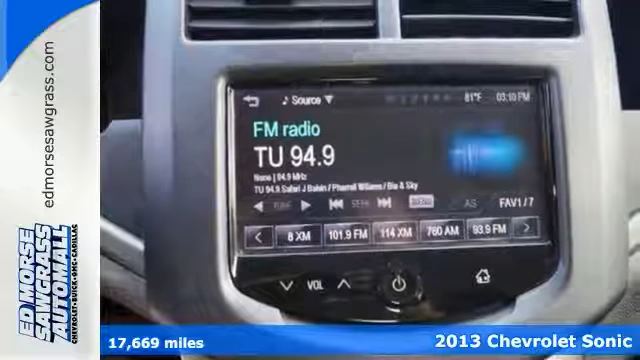 edmorsesawgrass.com
ED MORSE
SAWGRASS
AUTOMALL
CHEVROLET•BUICK•GMC•CADILLAC
♪ Source ▼
81°F 03:10 PM
FM radio
TU 94.9
None | 94.9 MHz
TU 94.9 Safari J Balvin / Pharrell Williams / Bia & Sky
TUNE SEEK MENU AS FAV1/7
8 XM 101.9 FM 114 XM 760 AM 93.9 FM
VOL
17,669 miles
2013 Chevrolet Sonic